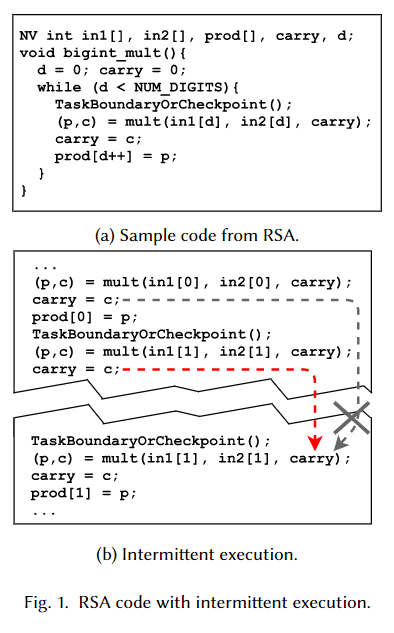 NV int in1[], in2[], prod[], carry, d;
void bigint_mult(){
d = 0; carry = 0;
while (d < NUM_DIGITS){
TaskBoundaryOrCheckpoint();
(p,c) = mult(in1[d], in2[d], carry);
carry = c;
prod[d++] = p;
}
}
(a) Sample code from RSA.
...
(p,c) = mult(in1[0], in2[0], carry);
carry = c;
prod[0] = p;
TaskBoundaryOrCheckpoint();
(p,c) = mult(in1[1], in2[1], carry);
carry = c;
TaskBoundaryOrCheckpoint();
(p,c) = mult(in1[1], in2[1], carry);
carry = c;
prod[1] = p;
...
(b) Intermittent execution.
Fig. 1. RSA code with intermittent execution.